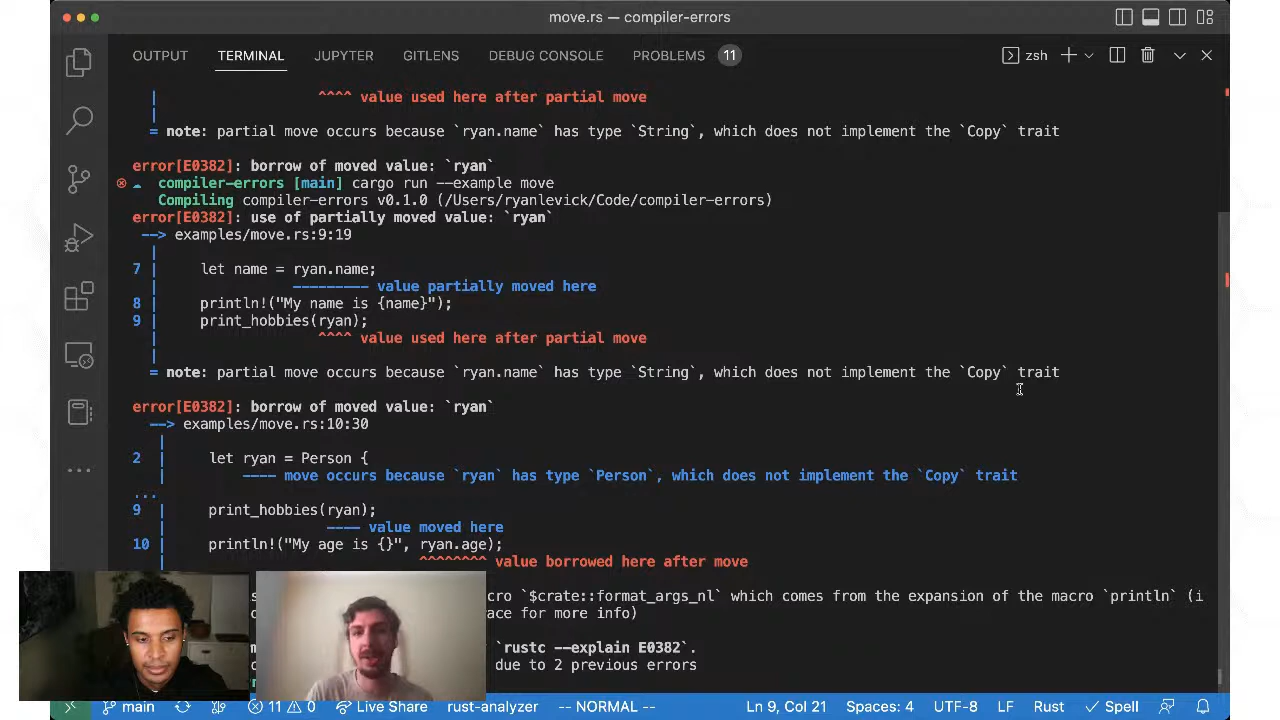 move.rs — compiler-errors
OUTPUT TERMINAL JUPYTER GITLENS DEBUG CONSOLE PROBLEMS 11 zsh
^^^^ value used here after partial move
= note: partial move occurs because `ryan.name` has type `String`, which does not implement the `Copy` trait
error[E0382]: borrow of moved value: `ryan`
compiler-errors [main] cargo run --example move
Compiling compiler-errors v0.1.0 (/Users/ryanlevick/Code/compiler-errors)
error[E0382]: use of partially moved value: `ryan`
--> examples/move.rs:9:19
|
7 | let name = ryan.name;
| --------- value partially moved here
8 | println!("My name is {name}");
9 | print_hobbies(ryan);
| ^^^^ value used here after partial move
|
= note: partial move occurs because `ryan.name` has type `String`, which does not implement the `Copy` trait
error[E0382]: borrow of moved value: `ryan`
--> examples/move.rs:10:30
|
2 | let ryan = Person {
| ---- move occurs because `ryan` has type `Person`, which does not implement the `Copy` trait
...
9 | print_hobbies(ryan);
| ---- value moved here
10 | println!("My age is {}", ryan.age);
| ^^^^^^^^ value borrowed here after move
cro `$crate::format_args_nl` which comes from the expansion of the macro `println` (i
ace for more info)
`rustc --explain E0382`.
due to 2 previous errors
main 11 0 Live Share rust-analyzer -- NORMAL -- Ln 9, Col 21 Spaces: 4 UTF-8 LF Rust Spell